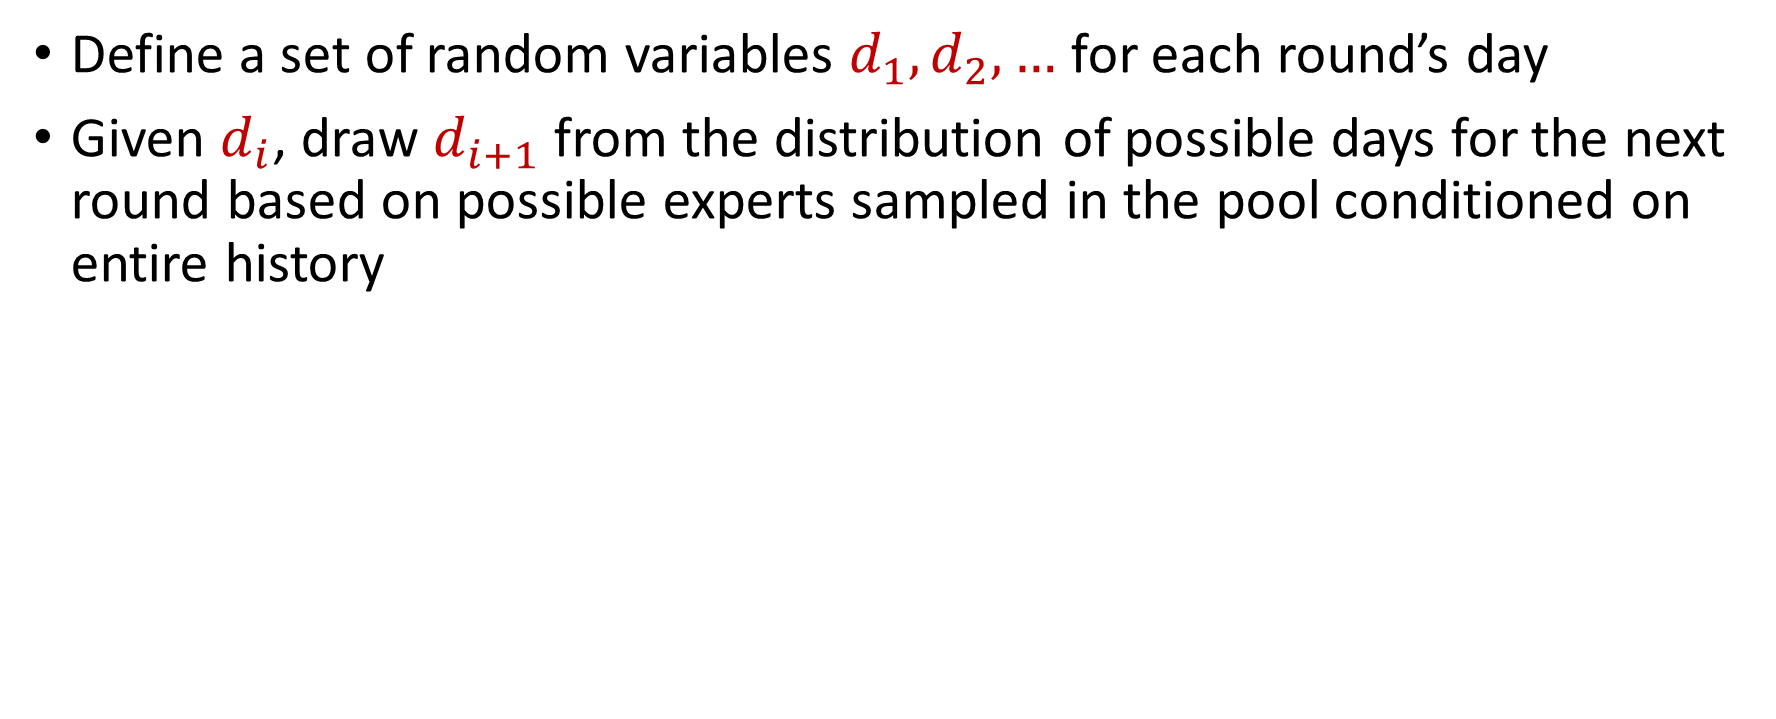 • Define a set of random variables d₁, d₂, … for each round’s day
• Given dᵢ, draw dᵢ₊₁ from the distribution of possible days for the next
round based on possible experts sampled in the pool conditioned on
entire history